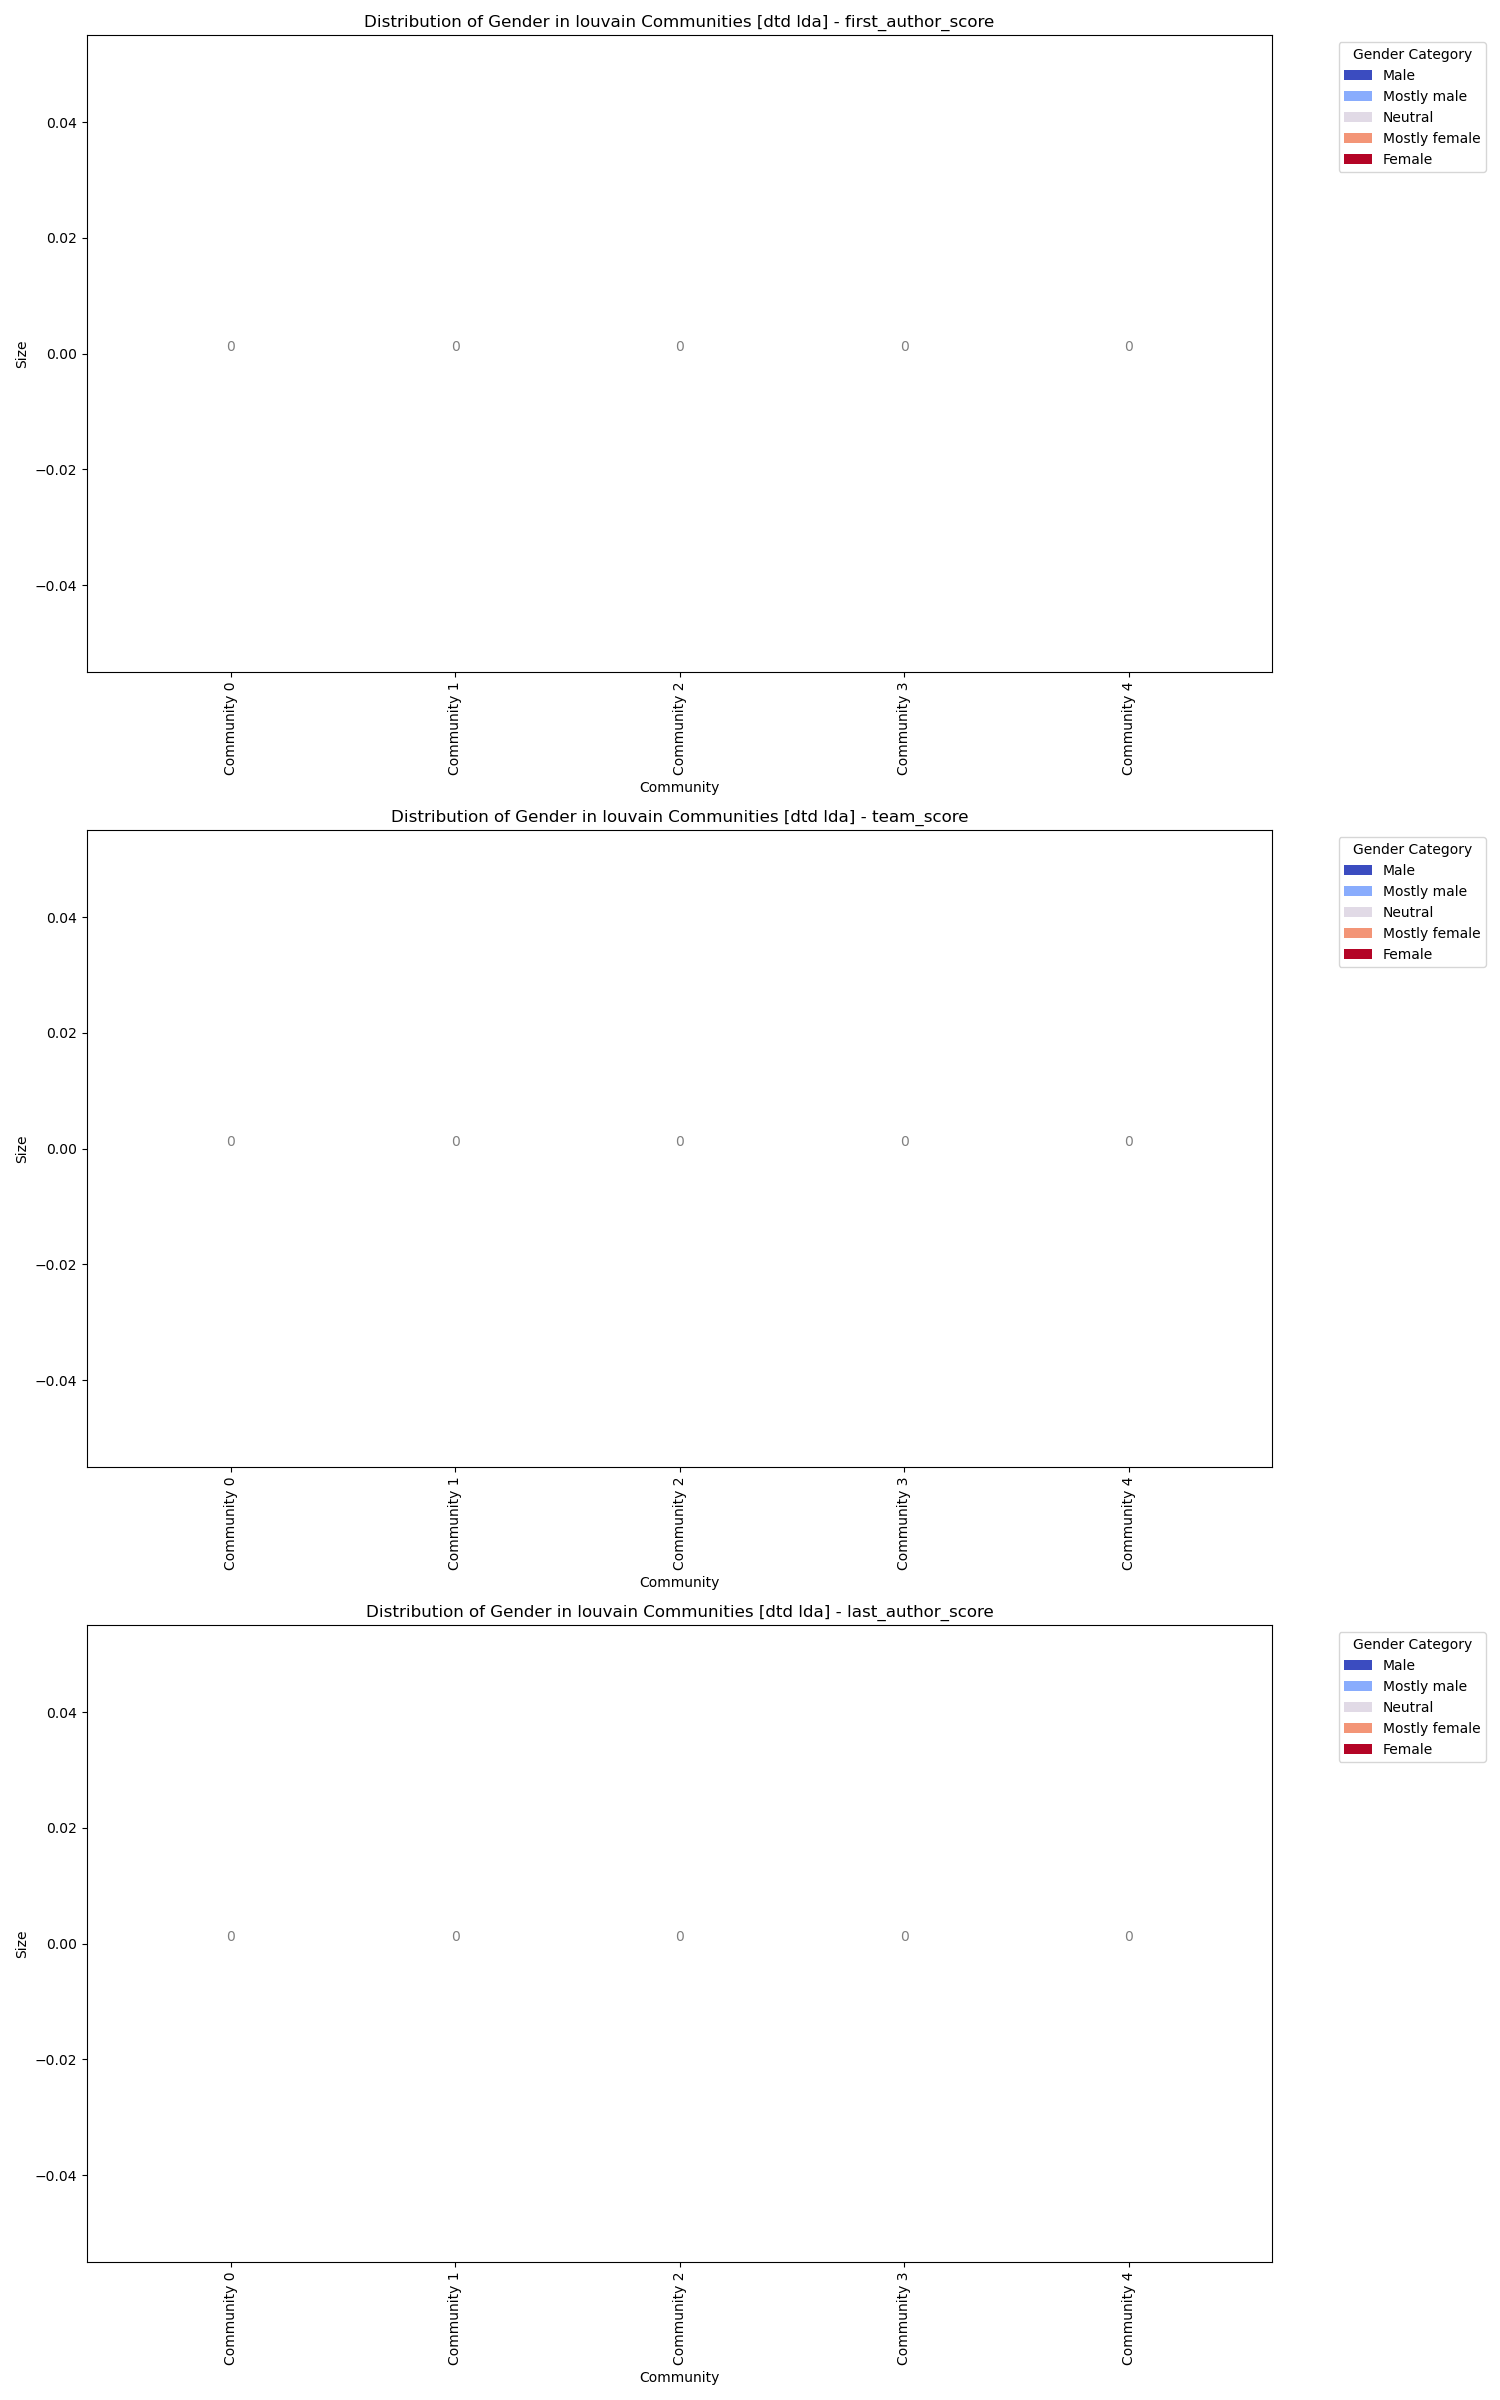 Distribution of Gender in louvain Communities [dtd lda] - first_author_score
Gender Category
Male
Mostly male
Neutral
Mostly female
Female
Size
0.04
0.02
0.00
−0.02
−0.04
0 0 0 0 0
Community 0
Community 1
Community 2
Community 3
Community 4
Community
Distribution of Gender in louvain Communities [dtd lda] - team_score
Gender Category
Male
Mostly male
Neutral
Mostly female
Female
Size
0.04
0.02
0.00
−0.02
−0.04
0 0 0 0 0
Community 0
Community 1
Community 2
Community 3
Community 4
Community
Distribution of Gender in louvain Communities [dtd lda] - last_author_score
Gender Category
Male
Mostly male
Neutral
Mostly female
Female
Size
0.04
0.02
0.00
−0.02
−0.04
0 0 0 0 0
Community 0
Community 1
Community 2
Community 3
Community 4
Community